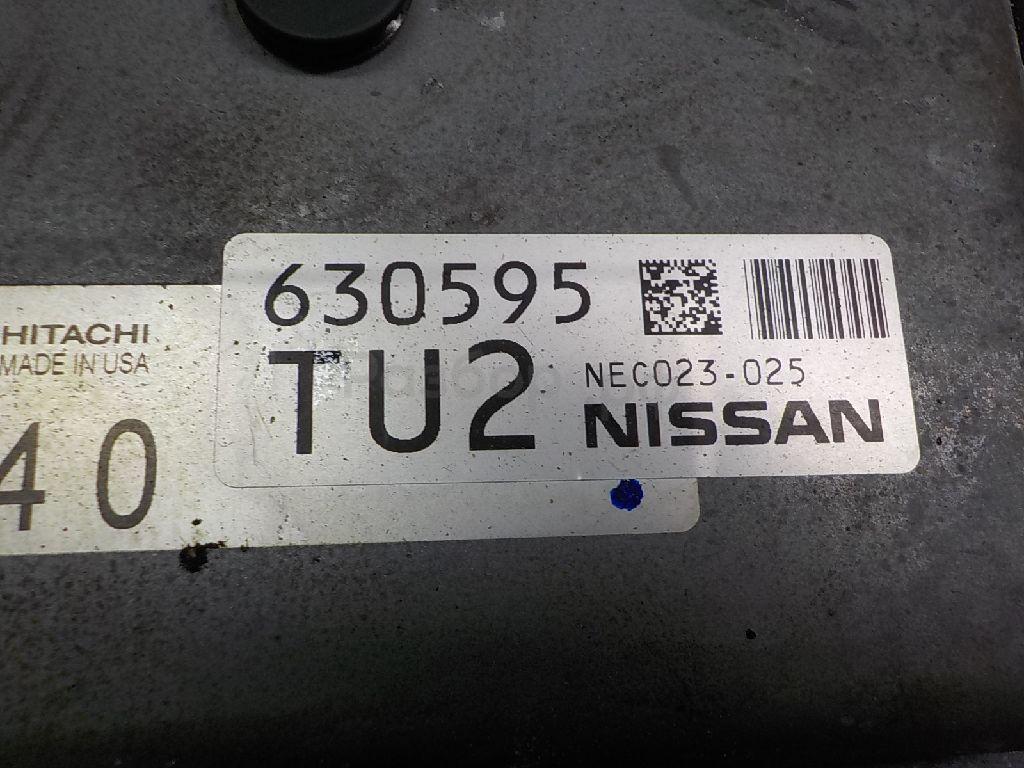 630595
TU2
NEC023-025
NISSAN
HITACHI
MADE IN USA
40